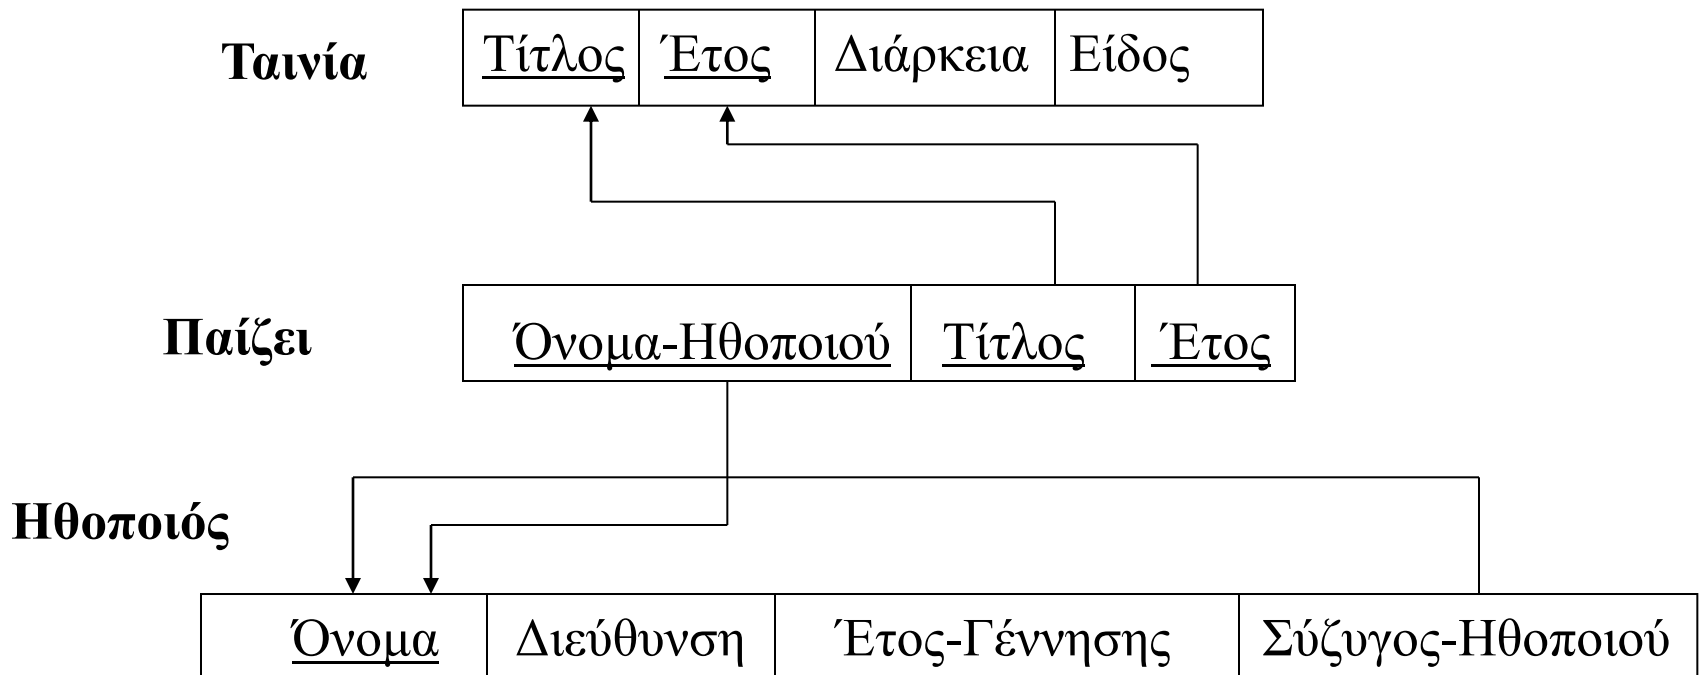 Ταινία Τίτλος Έτος Διάρκεια Είδος
Παίζει Όνομα-Ηθοποιού Τίτλος Έτος
Ηθοποιός
Όνομα Διεύθυνση Έτος-Γέννησης Σύζυγος-Ηθοποιού